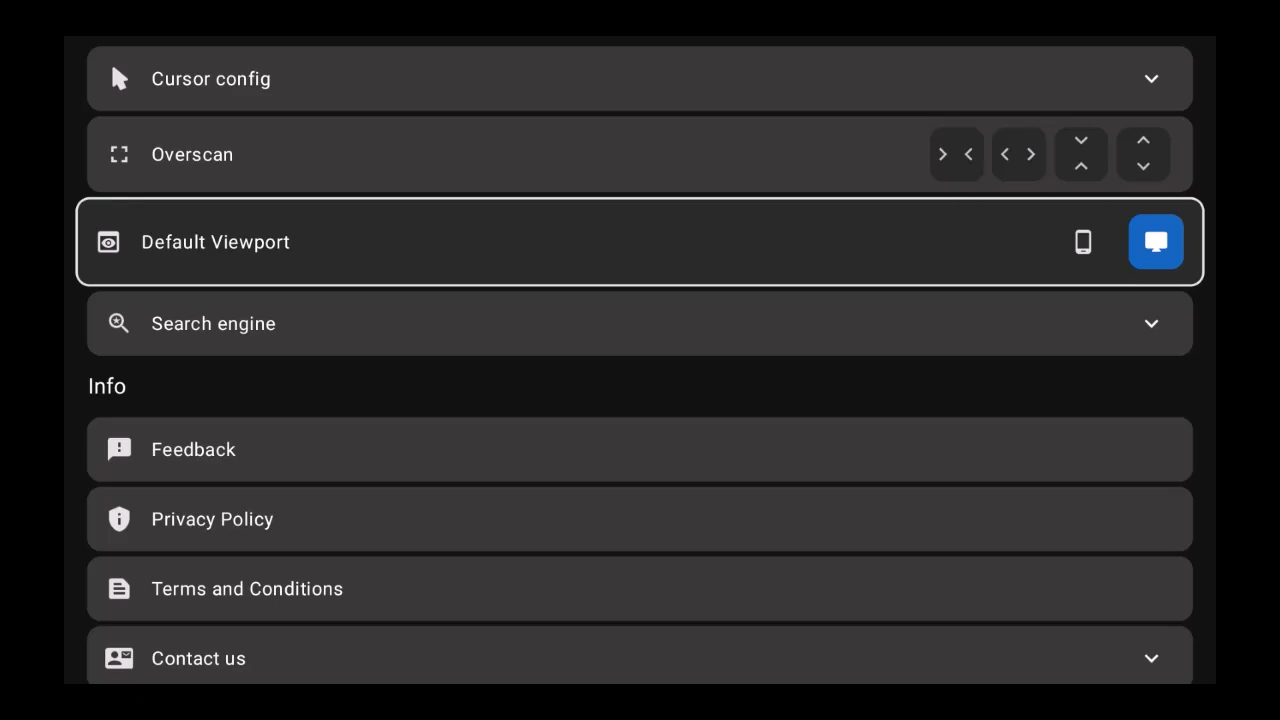 Cursor config
Overscan
Default Viewport
Search engine
Info
Feedback
Privacy Policy
Terms and Conditions
Contact us